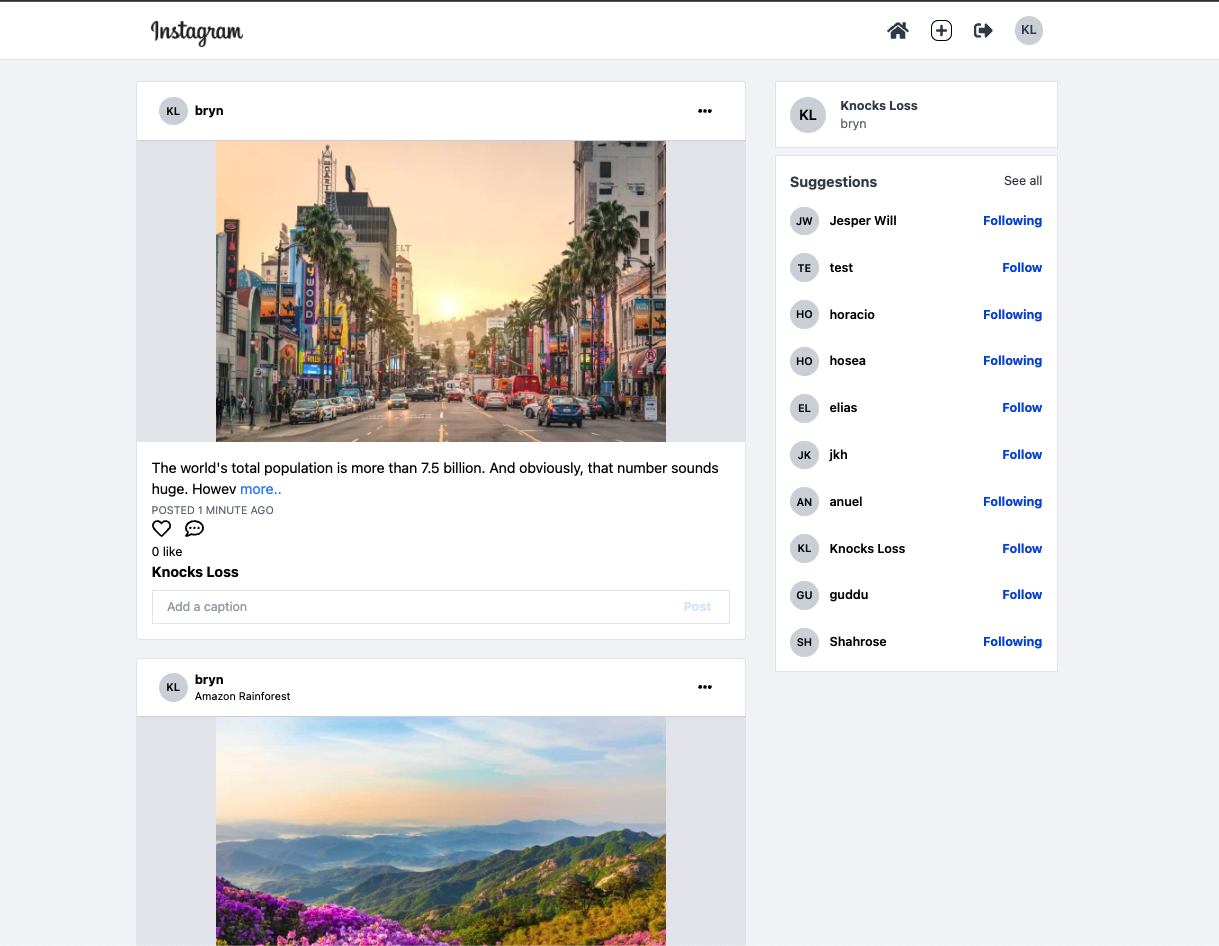 Instagram
KL
KL bryn
YWOOD
ELT
The world's total population is more than 7.5 billion. And obviously, that number sounds
huge. Howev more..
POSTED 1 MINUTE AGO
0 like
Knocks Loss
Add a caption Post
KL bryn
Amazon Rainforest
KL Knocks Loss
bryn
Suggestions See all
JW Jesper Will Following
TE test Follow
HO horacio Following
HO hosea Following
EL elias Follow
JK jkh Follow
AN anuel Following
KL Knocks Loss Follow
GU guddu Follow
SH Shahrose Following